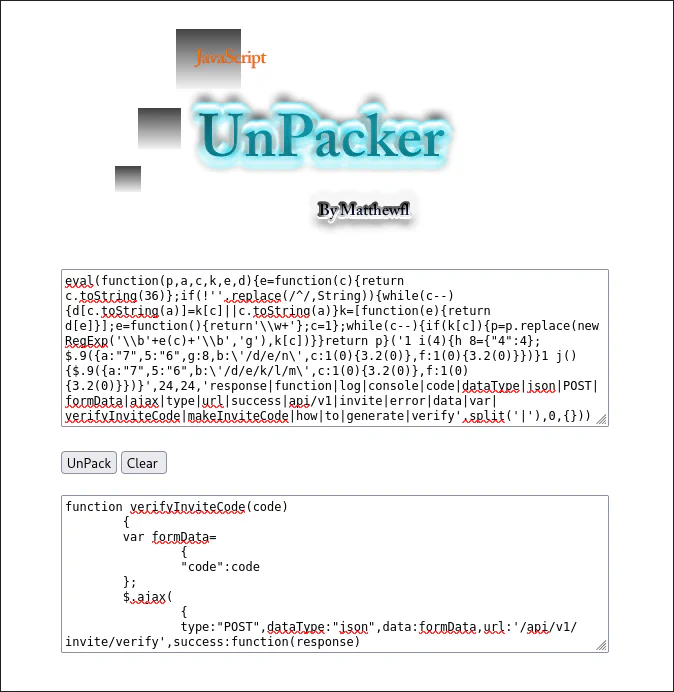 JavaScript
UnPacker
By Matthewfl
eval(function(p,a,c,k,e,d){e=function(c){return
c.toString(36)};if(!''.replace(/^/,String)){while(c--)
{d[c.toString(a)]=k[c]||c.toString(a)}k=[function(e){return
d[e]}];e=function(){return'\\w+'};c=1};while(c--){if(k[c]){p=p.replace(new
RegExp('\\b'+e(c)+'\\b','g'),k[c])}}return p}('1 i(4){h 8={"4":4};
$.9({a:"7",5:"6",g:8,b:\'/d/e/n\',c:1(0){3.2(0)},f:1(0){3.2(0)}})}1 j()
{$.9({a:"7",5:"6",b:\'/d/e/k/l/m\',c:1(0){3.2(0)},f:1(0)
{3.2(0)}})}',24,24,'response|function|log|console|code|dataType|json|POST|
formData|ajax|type|url|success|api/v1|invite|error|data|var|
verifyInviteCode|makeInviteCode|how|to|generate|verify'.split('|'),0,{}))
UnPack Clear
function verifyInviteCode(code)
{
var formData=
{
"code":code
};
$.ajax(
{
type:"POST",dataType:"json",data:formData,url:'/api/v1/
invite/verify',success:function(response)